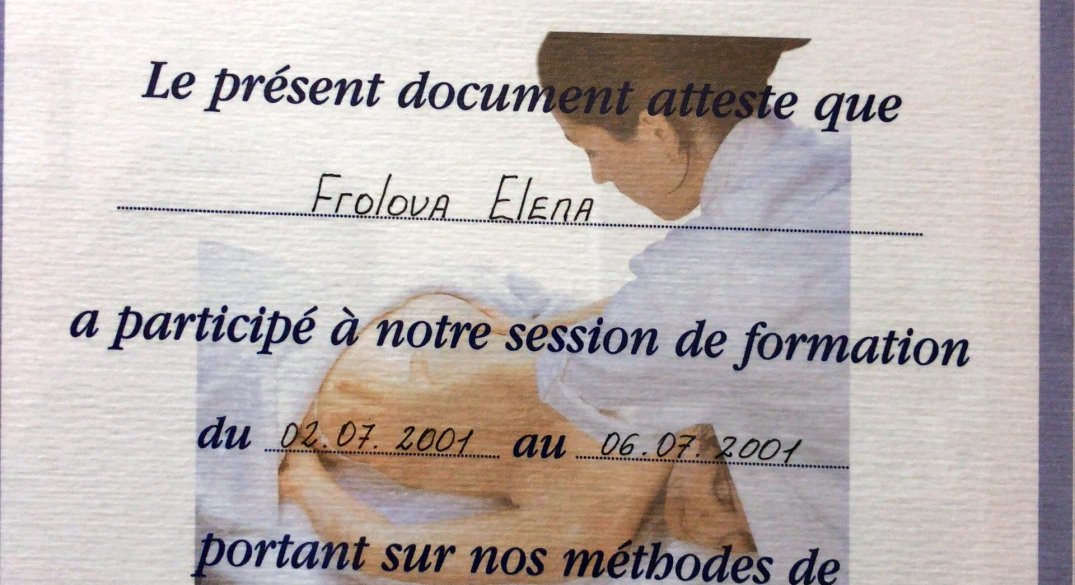 Le présent document atteste que
Frolova Elena
a participé à notre session de formation
du 02.07.2001 au 06.07.2001
portant sur nos méthodes de